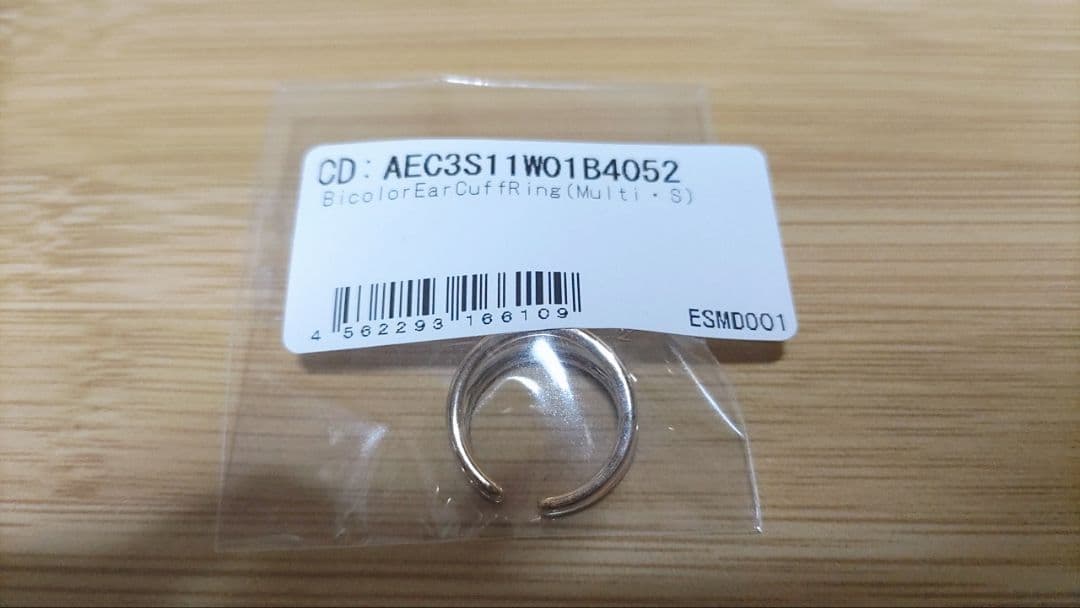 CD: AEC3S11W01B4052
BicolorEarCuffRing(Multi・S)
4 562293 166109
ESMD001